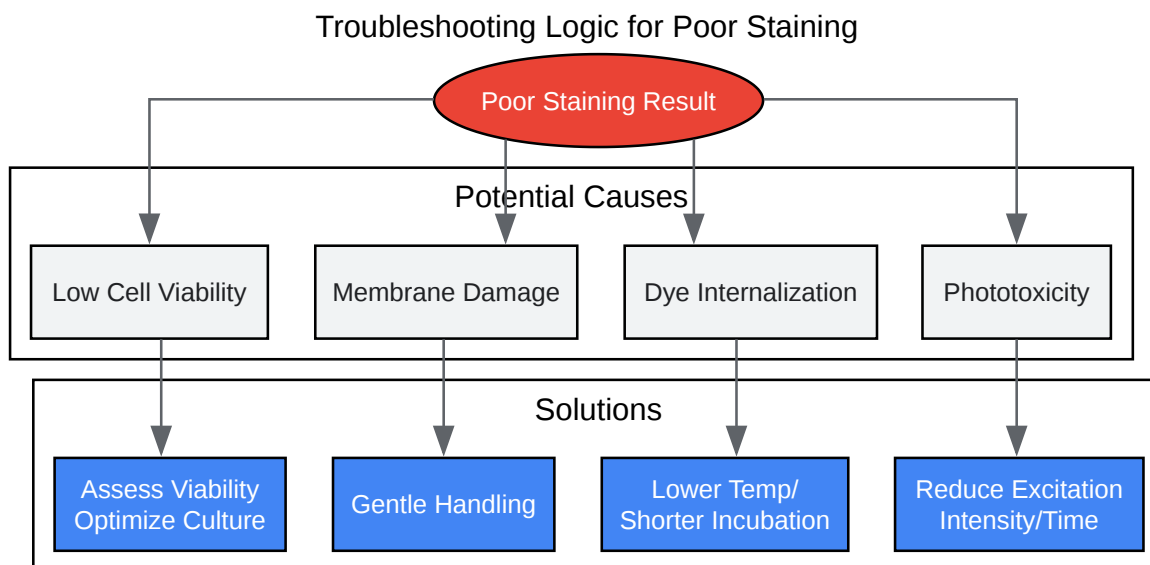 Troubleshooting Logic for Poor Staining
Poor Staining Result
Potential Causes
Low Cell Viability
Membrane Damage
Dye Internalization
Phototoxicity
Solutions
Assess Viability
Optimize Culture
Gentle Handling
Lower Temp/
Shorter Incubation
Reduce Excitation
Intensity/Time